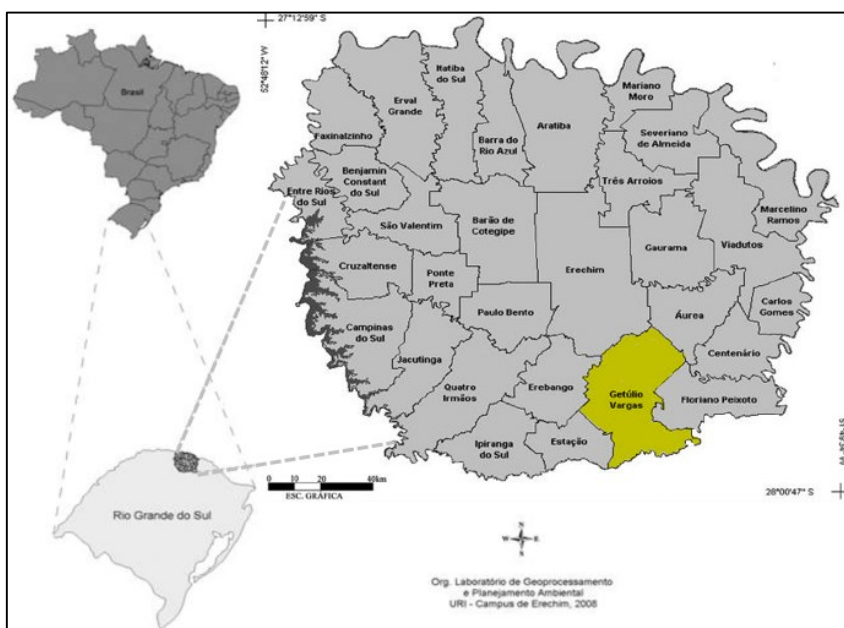 27°12'59" S
52°48'12" W
Brasil
Itatiba
do Sul
Mariano
Moro
Erval
Grande
Aratiba
Severiano
de Almeida
Faxinalzinho
Barra do
Rio Azul
Benjamin
Constant
do Sul
Três Arroios
Entre Rios
do Sul
Marcelino
Ramos
São Valentim
Barão de
Cotegipe
Gaurama
Viadutos
Cruzaltense
Ponte
Preta
Erechim
Carlos
Gomes
Paulo Bento
Áurea
Campinas
do Sul
Jacutinga
Centenário
Quatro
Irmãos
Erebango
Getúlio
Vargas
Floriano Peixoto
Ipiranga
do Sul
Estação
0 10 20 40km
ESC. GRÁFICA
28°00'47" S
Rio Grande do Sul
N
W E
S
Org. Laboratório de Geoprocessamento
e Planejamento Ambiental
URI - Campus de Erechim, 2008